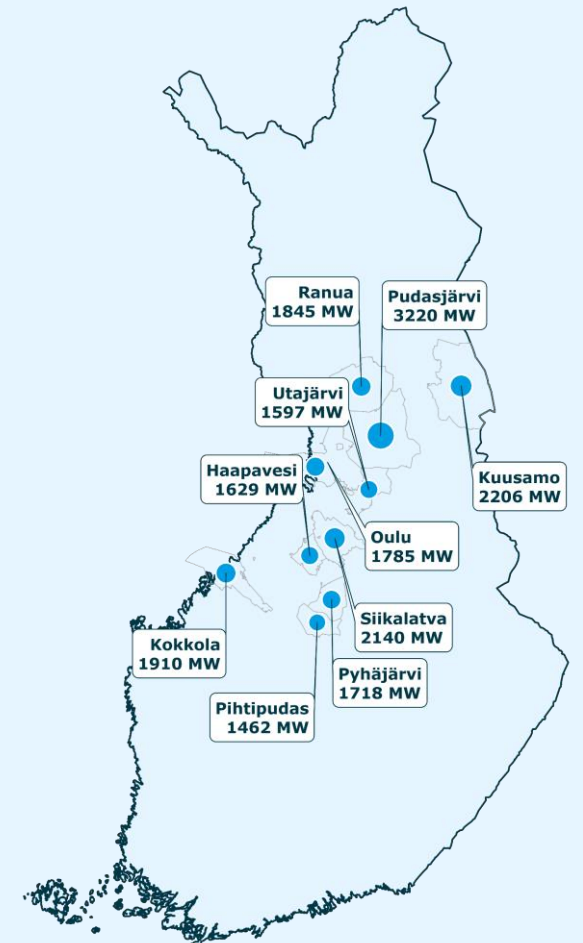 Ranua
1845 MW
Pudasjärvi
3220 MW
Utajärvi
1597 MW
Haapavesi
1629 MW
Kuusamo
2206 MW
Oulu
1785 MW
Siikalatva
2140 MW
Kokkola
1910 MW
Pyhäjärvi
1718 MW
Pihtipudas
1462 MW